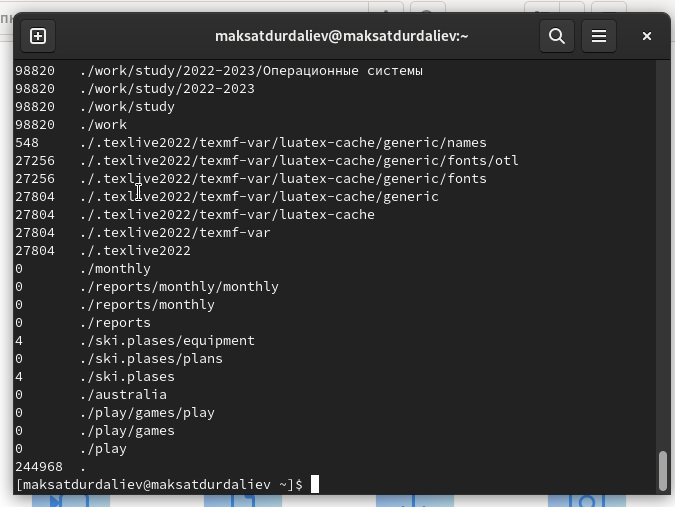 maksatdurdaliev@maksatdurdaliev:~
98820 ./work/study/2022-2023/Операционные системы
98820 ./work/study/2022-2023
98820 ./work/study
98820 ./work
548 ./.texlive2022/texmf-var/luatex-cache/generic/names
27256 ./.texlive2022/texmf-var/luatex-cache/generic/fonts/otl
27256 ./.texlive2022/texmf-var/luatex-cache/generic/fonts
27804 ./.texlive2022/texmf-var/luatex-cache/generic
27804 ./.texlive2022/texmf-var/luatex-cache
27804 ./.texlive2022/texmf-var
27804 ./.texlive2022
0 ./monthly
0 ./reports/monthly/monthly
0 ./reports/monthly
0 ./reports
4 ./ski.plases/equipment
0 ./ski.plases/plans
4 ./ski.plases
0 ./australia
0 ./play/games/play
0 ./play/games
0 ./play
244968 .
[maksatdurdaliev@maksatdurdaliev ~]$